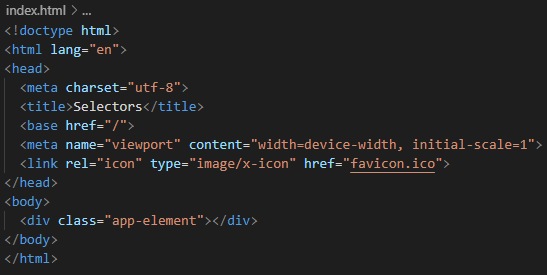 index.html > ...
<!doctype html>
<html lang="en">
<head>
  <meta charset="utf-8">
  <title>Selectors</title>
  <base href="/">
  <meta name="viewport" content="width=device-width, initial-scale=1">
  <link rel="icon" type="image/x-icon" href="favicon.ico">
</head>
<body>
  <div class="app-element"></div>
</body>
</html>